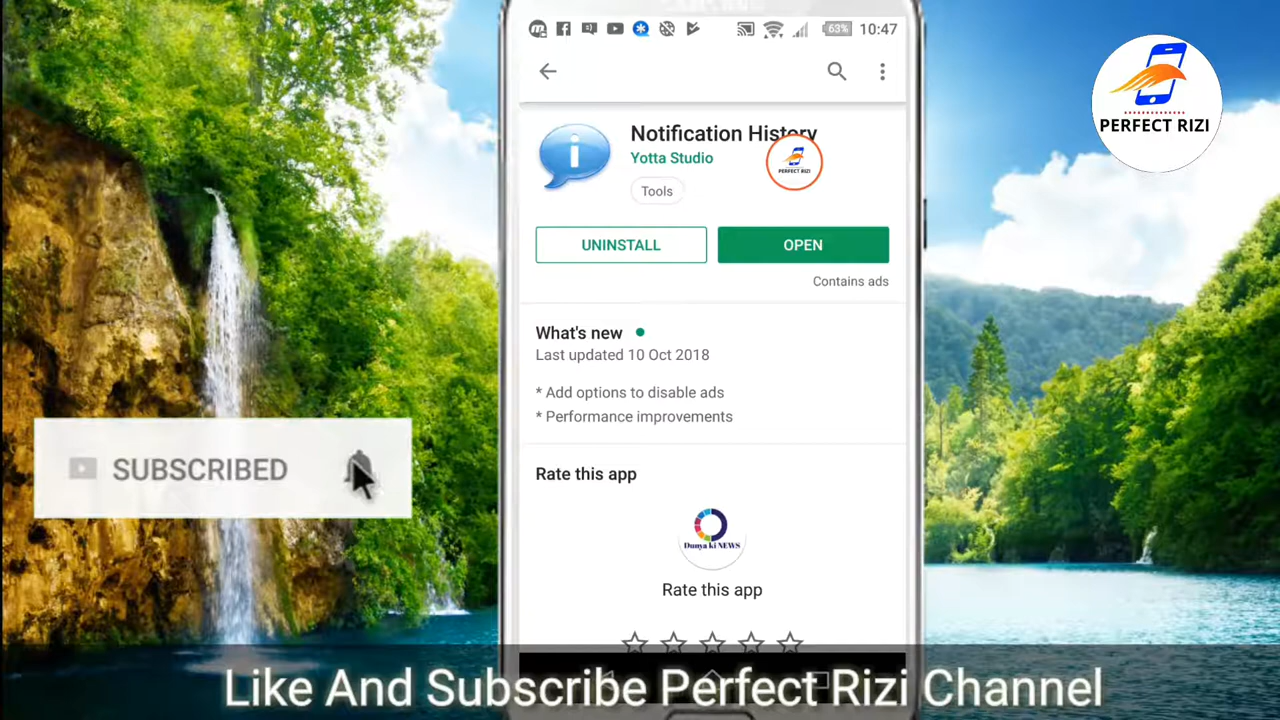 63% 10:47
PERFECT RIZI
Notification History
Yotta Studio
PERFECT RIZI
Tools
UNINSTALL
OPEN
Contains ads
What's new
Last updated 10 Oct 2018
* Add options to disable ads
* Performance improvements
SUBSCRIBED
Rate this app
Dunya ki NEWS
Rate this app
Like And Subscribe Perfect Rizi Channel